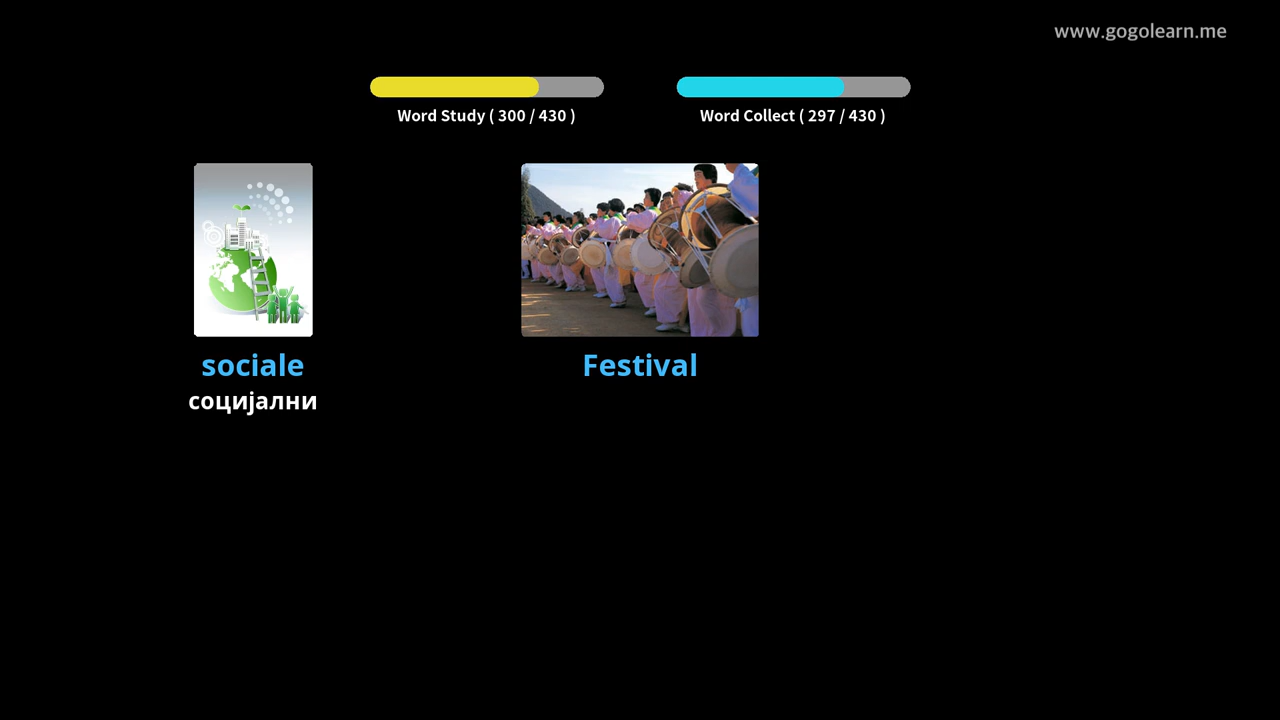 www.gogolearn.me
Word Study ( 300 / 430 )
Word Collect ( 297 / 430 )
sociale
социјални
Festival